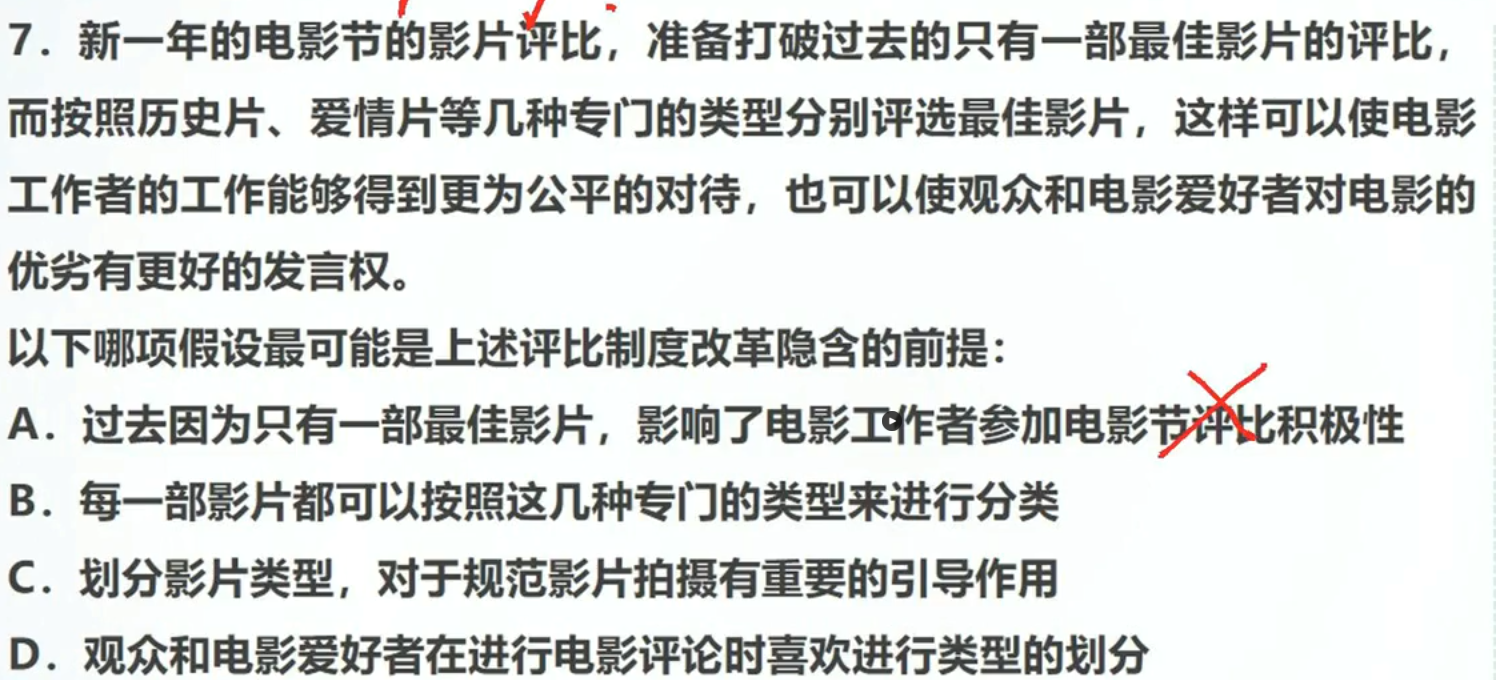 7. 新一年的电影节的影片评比，准备打破过去的只有一部最佳影片的评比，
而按照历史片、爱情片等几种专门的类型分别评选最佳影片，这样可以使电影
工作者的工作能够得到更为公平的对待，也可以使观众和电影爱好者对电影的
优劣有更好的发言权。
以下哪项假设最可能是上述评比制度改革隐含的前提：
A. 过去因为只有一部最佳影片，影响了电影工作者参加电影节评比积极性
B. 每一部影片都可以按照这几种专门的类型来进行分类
C. 划分影片类型，对于规范影片拍摄有重要的引导作用
D. 观众和电影爱好者在进行电影评论时喜欢进行类型的划分